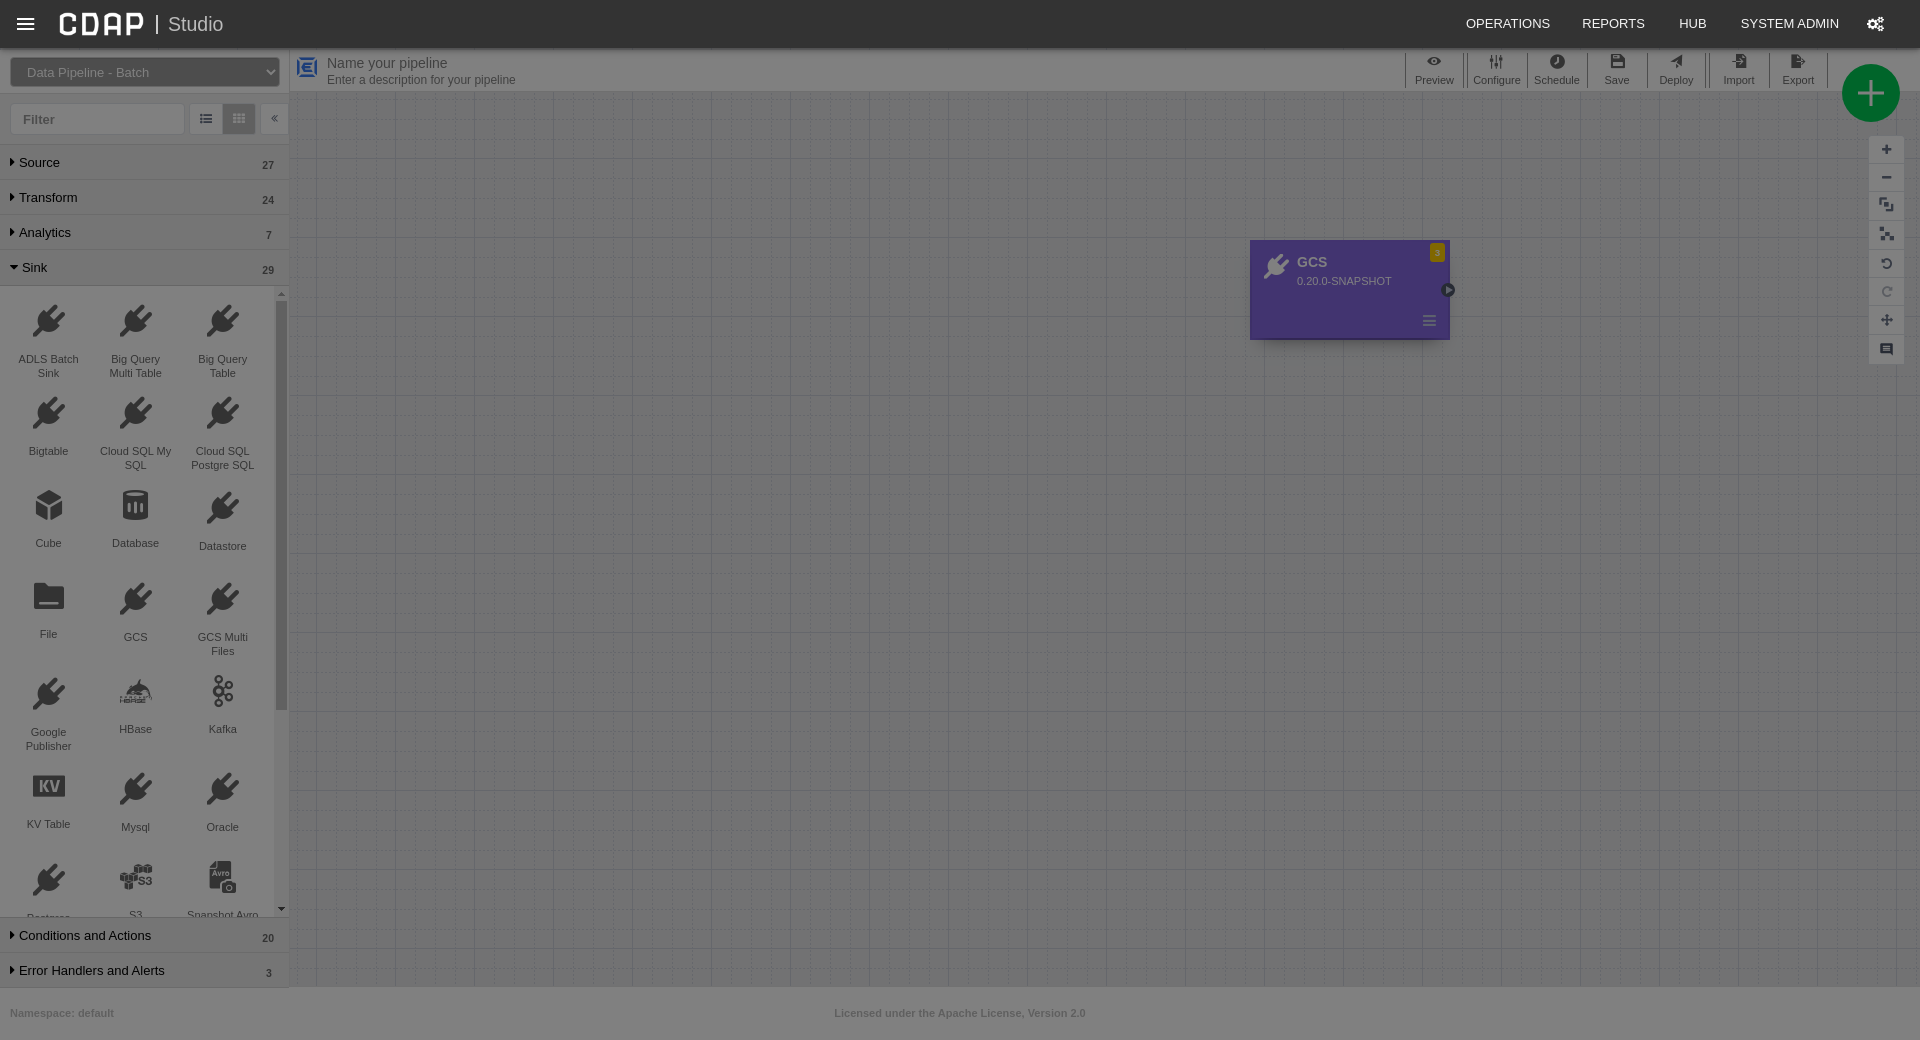 CDAP | Studio
OPERATIONS
REPORTS
HUB
SYSTEM ADMIN
Data Pipeline - Batch
Name your pipeline
Enter a description for your pipeline
Preview
Configure
Schedule
Save
Deploy
Import
Export
Filter
Source 27
Transform 24
Analytics 7
Sink 29
ADLS Batch
Sink
Big Query
Multi Table
Big Query
Table
Bigtable
Cloud SQL My
SQL
Cloud SQL
Postgre SQL
Cube
Database
Datastore
File
GCS
GCS Multi
Files
Google
Publisher
HBase
Kafka
KV
KV Table
Mysql
Oracle
Postgres
S3
S3
Avro
Snapshot Avro
Conditions and Actions 20
Error Handlers and Alerts 3
GCS
0.20.0-SNAPSHOT
3
Namespace: default
Licensed under the Apache License, Version 2.0